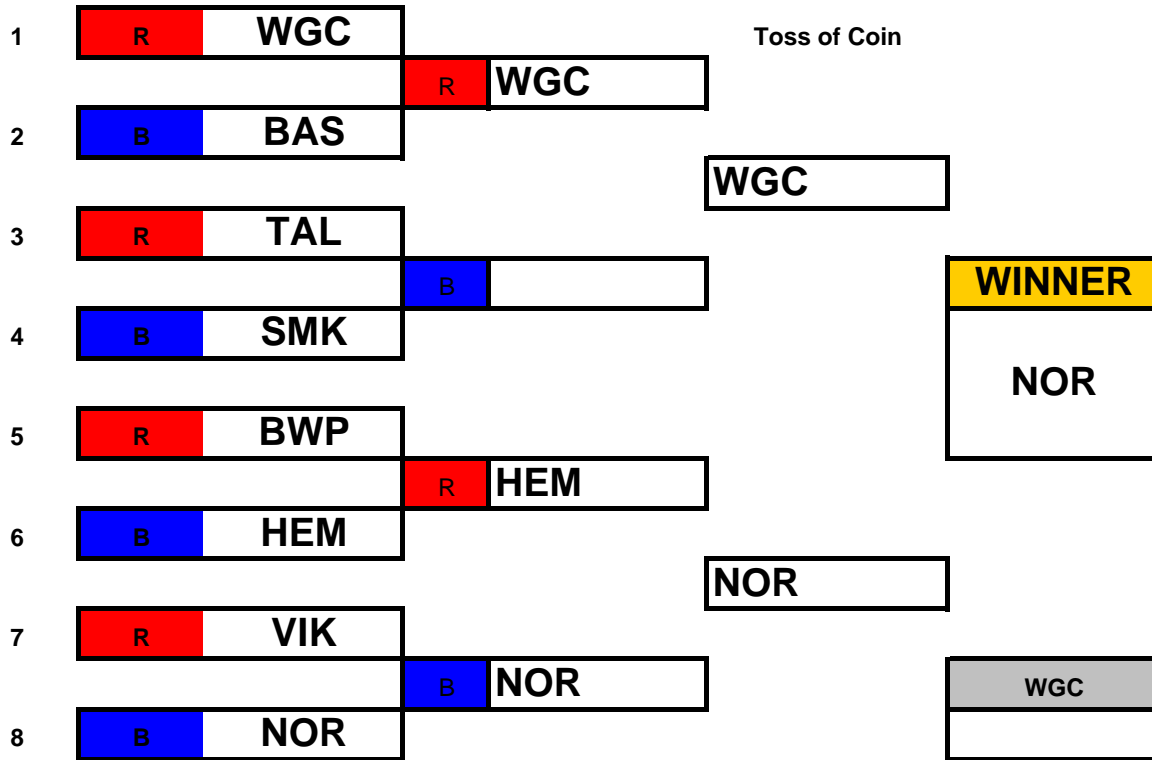 1 R WGC Toss of Coin
R WGC
2 B BAS
WGC
3 R TAL
B WINNER
4 B SMK
NOR
5 R BWP
R HEM
6 B HEM
NOR
7 R VIK
B NOR WGC
8 B NOR